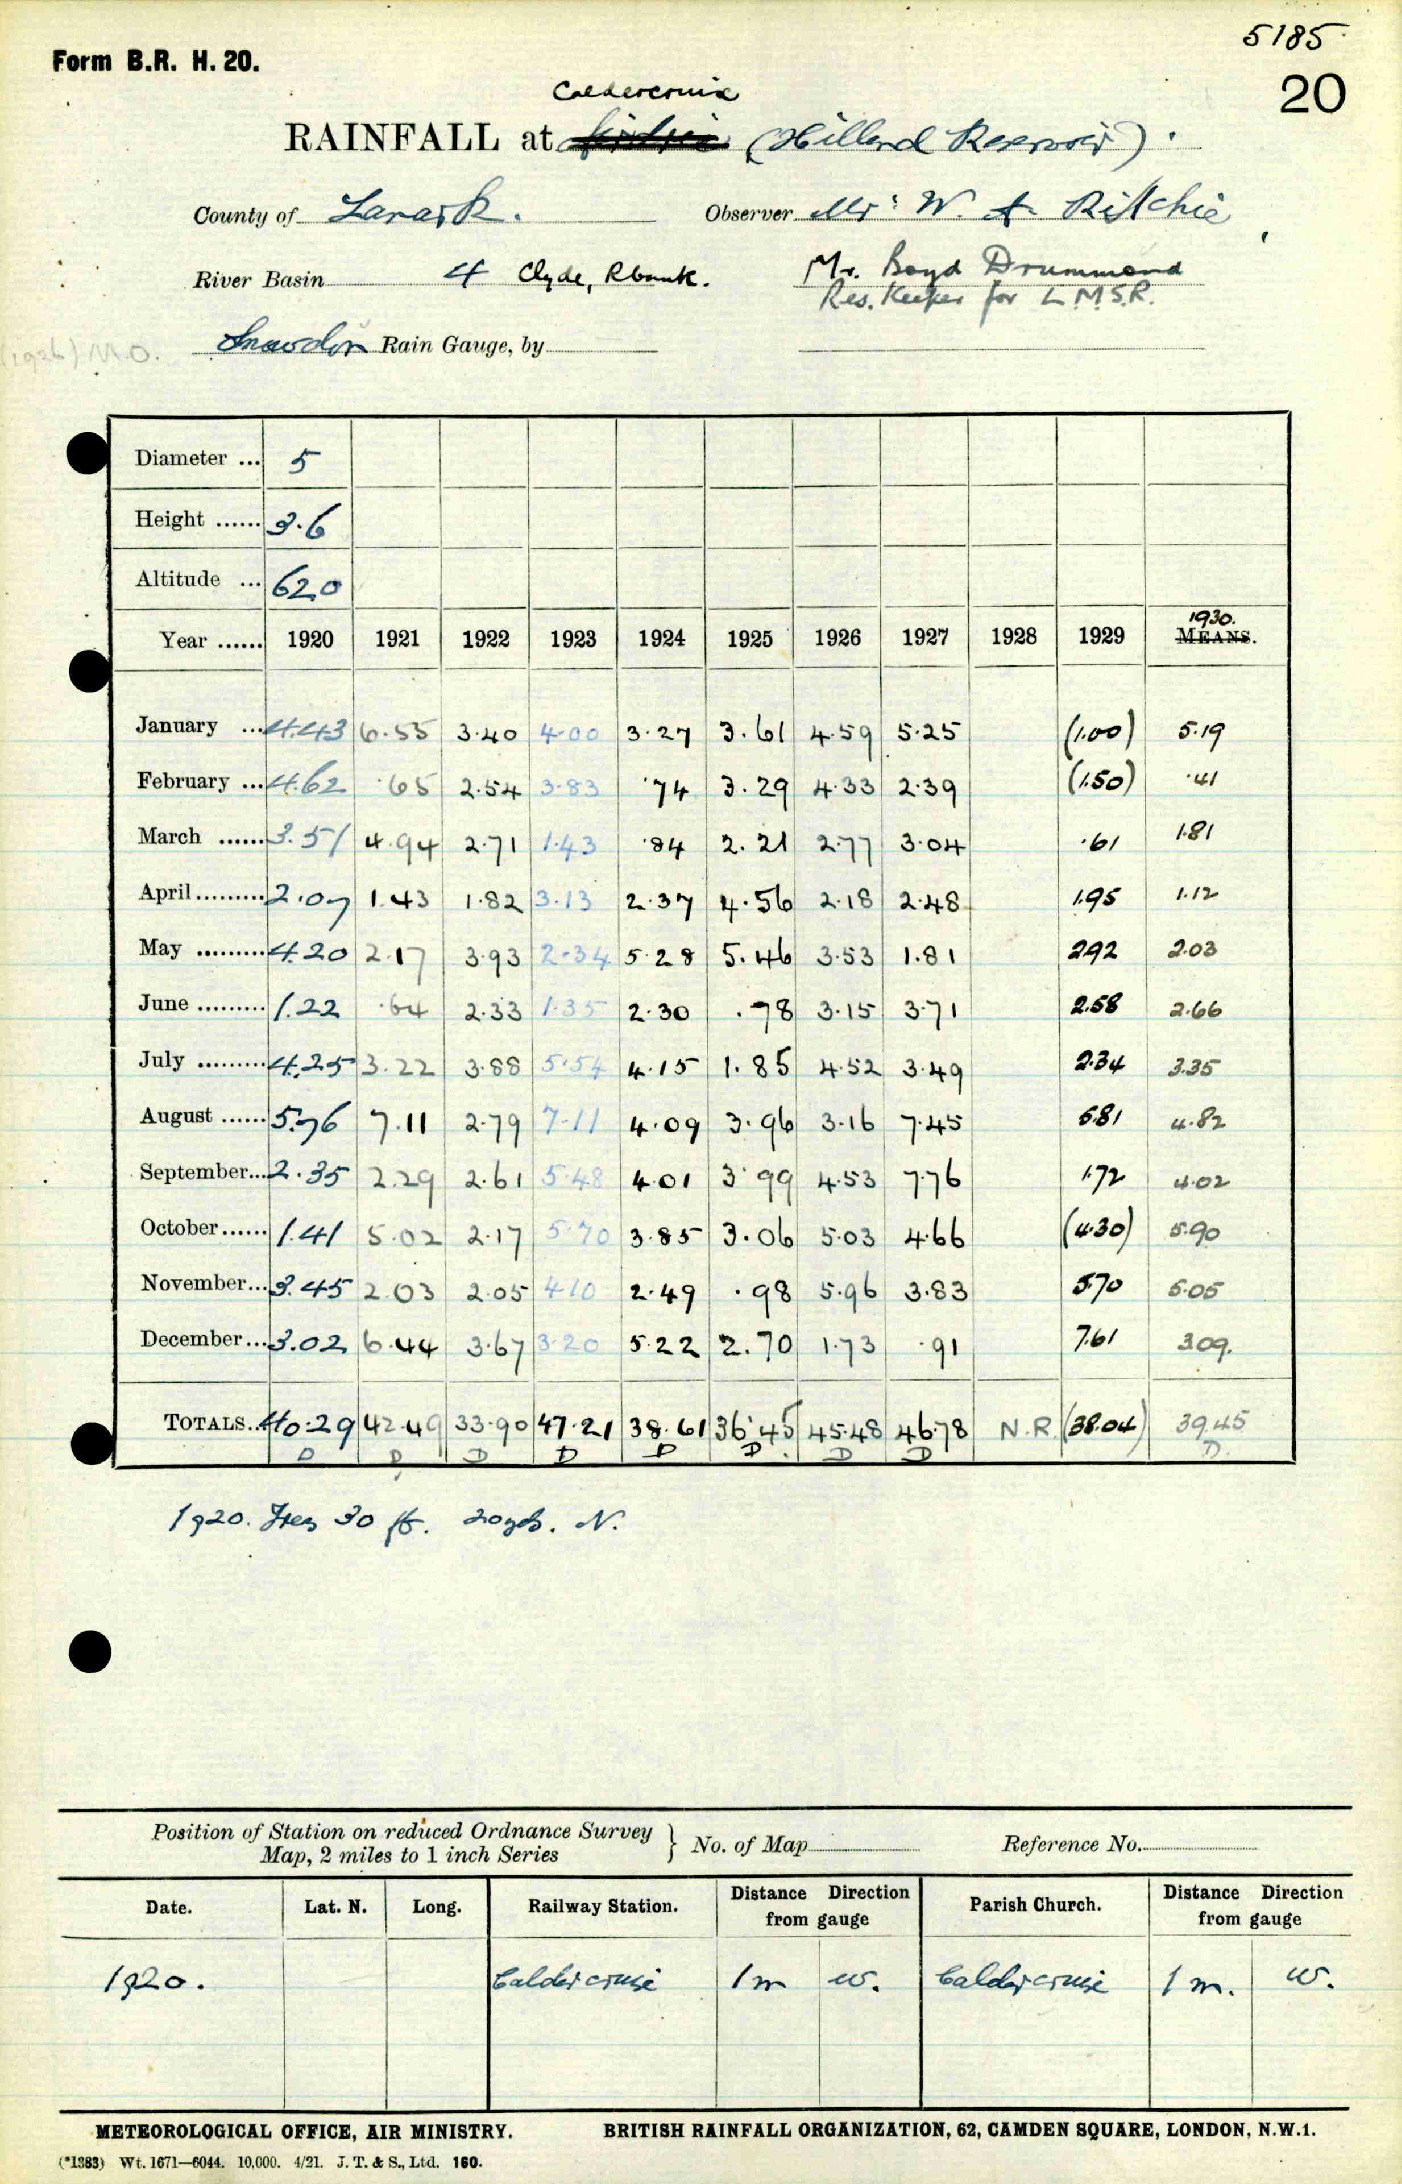 5185
Form B.R. H. 20.
20
Caldercruix
RAINFALL at (Hillend Reservoir).
County of Lanark. Observer Mr. W. A. Ritchie
River Basin 4 Clyde, Rbank. Mr. Boyd Drummond
Res. Keeper for L.M.S.R.
(1926) M.O. Snowdon Rain Gauge, by
Diameter ... 5
Height ...... 3.6
Altitude ... 620
1930.
Year ...... 1920 1921 1922 1923 1924 1925 1926 1927 1928 1929 MEANS.
January ... 4.43 6.55 3.40 4.00 3.27 3.61 4.59 5.25 (1.00) 5.19
February ... 4.62 .65 2.54 3.83 .74 3.29 4.33 2.39 (1.50) .41
March ...... 3.51 4.94 2.71 1.43 .84 2.21 2.77 3.04 .61 1.81
April......... 2.07 1.43 1.82 3.13 2.37 4.56 2.18 2.48 1.95 1.12
May ......... 4.20 2.17 3.93 2.34 5.28 5.46 3.53 1.81 2.92 2.03
June ......... 1.22 .64 2.33 1.35 2.30 .78 3.15 3.71 2.58 2.66
July ......... 4.25 3.22 3.88 5.54 4.15 1.85 4.52 3.49 2.34 3.35
August ...... 5.76 7.11 2.79 7.11 4.09 3.96 3.16 7.45 5.81 4.82
September... 2.35 2.29 2.61 5.48 4.01 3.99 4.53 7.76 1.72 4.02
October...... 1.41 5.02 2.17 5.70 3.85 3.06 5.03 4.66 (4.30) 5.90
November... 3.45 2.03 2.05 4.10 2.49 .98 5.96 3.83 5.70 5.05
December... 3.02 6.44 3.67 3.20 5.22 2.70 1.73 .91 7.61 3.09.
TOTALS.. 40.29 42.49 33.90 47.21 38.61 36.45 45.48 46.78 N.R. (38.04) 39.45
D D D D D D D D D
1920. Trees 30 ft. 20 yds. N.
Position of Station on reduced Ordnance Survey
Map, 2 miles to 1 inch Series } No. of Map Reference No.
Date. Lat. N. Long. Railway Station. Distance Direction from gauge Parish Church. Distance Direction from gauge
1920. Caldercruix 1 m W. Caldercruix 1 m. W.
METEOROLOGICAL OFFICE, AIR MINISTRY. BRITISH RAINFALL ORGANIZATION, 62, CAMDEN SQUARE, LONDON, N.W.1.
(*1383) Wt. 1671—6044. 10,000. 4/21. J. T. & S., Ltd. 160.